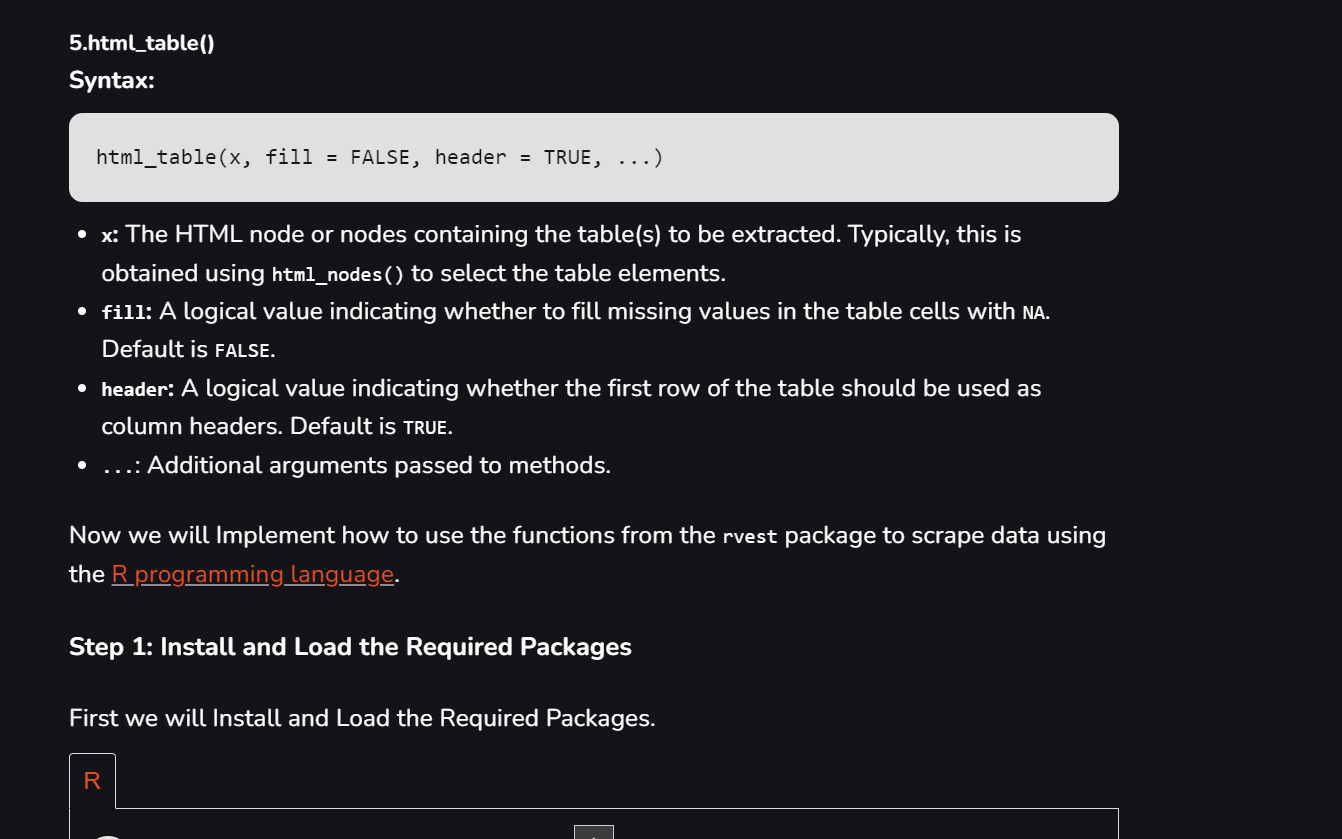 5.html_table()
Syntax:
html_table(x, fill = FALSE, header = TRUE, ...)
• x: The HTML node or nodes containing the table(s) to be extracted. Typically, this is
obtained using html_nodes() to select the table elements.
• fill: A logical value indicating whether to fill missing values in the table cells with NA.
Default is FALSE.
• header: A logical value indicating whether the first row of the table should be used as
column headers. Default is TRUE.
• ...: Additional arguments passed to methods.
Now we will Implement how to use the functions from the rvest package to scrape data using
the R programming language.
Step 1: Install and Load the Required Packages
First we will Install and Load the Required Packages.
R